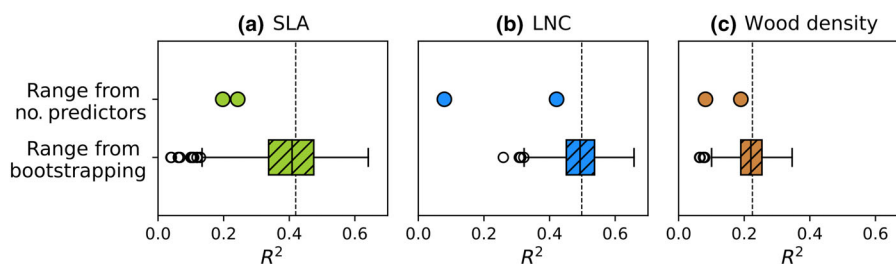 (a) SLA
(b) LNC
(c) Wood density
Range from
no. predictors
Range from
bootstrapping
0.0 0.2 0.4 0.6
0.0 0.2 0.4 0.6
0.0 0.2 0.4 0.6
R²
R²
R²